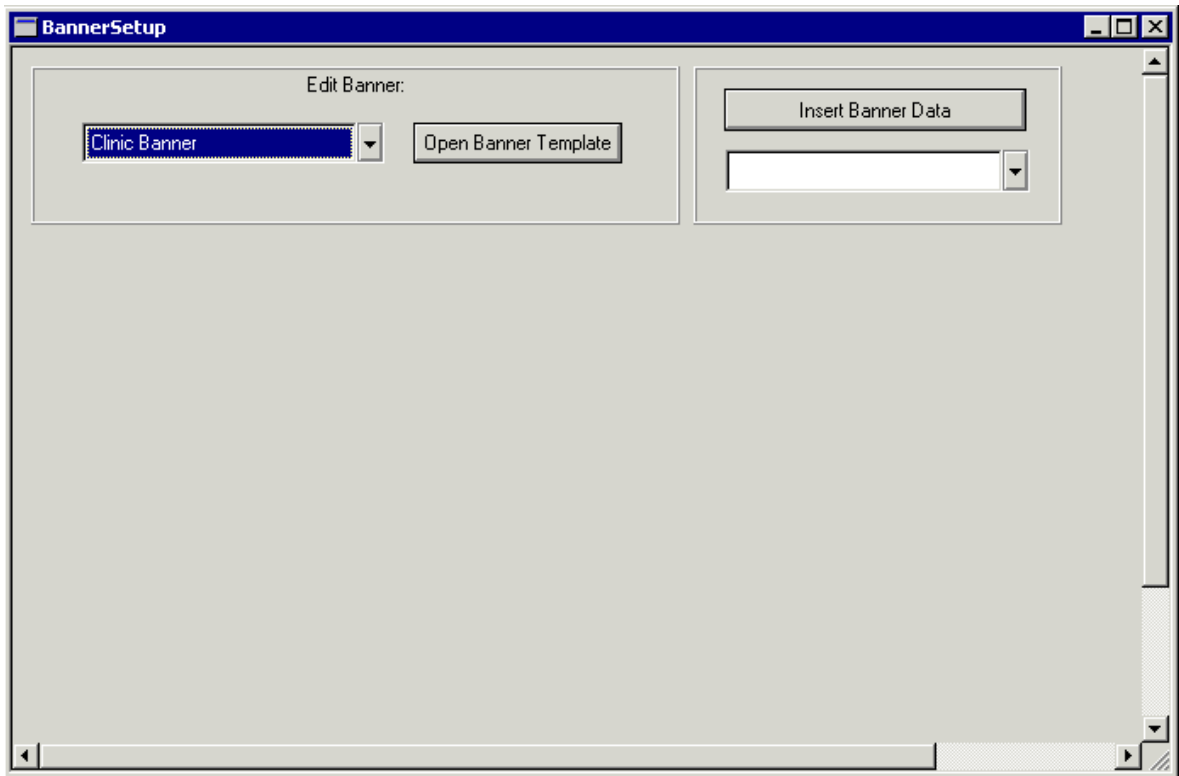 BannerSetup
Edit Banner:
Clinic Banner
Open Banner Template
Insert Banner Data